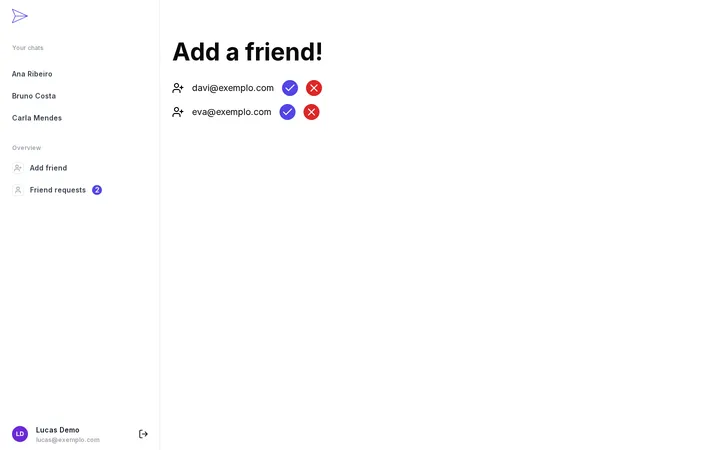 Your chats
Ana Ribeiro
Bruno Costa
Carla Mendes
Overview
Add friend
Friend requests 2
LD Lucas Demo
lucas@exemplo.com
Add a friend!
davi@exemplo.com
eva@exemplo.com